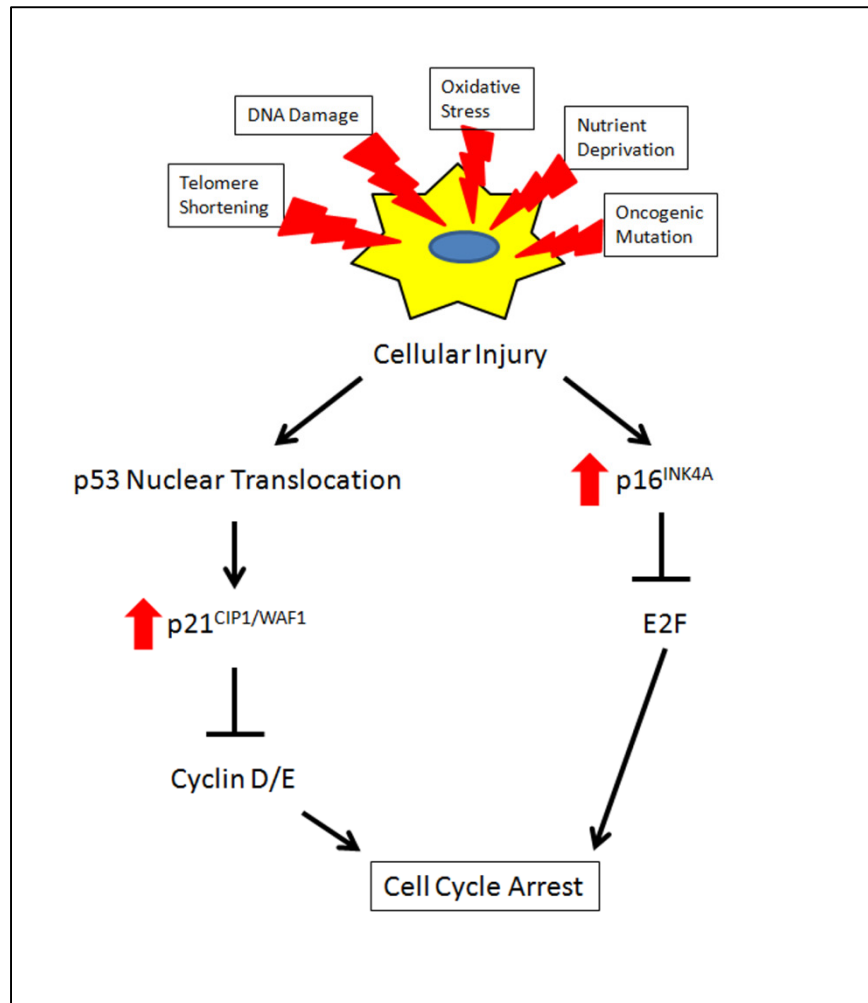 Oxidative
Stress
DNA Damage
Nutrient
Deprivation
Telomere
Shortening
Oncogenic
Mutation
Cellular Injury
p53 Nuclear Translocation
p16INK4A
p21CIP1/WAF1
E2F
Cyclin D/E
Cell Cycle Arrest